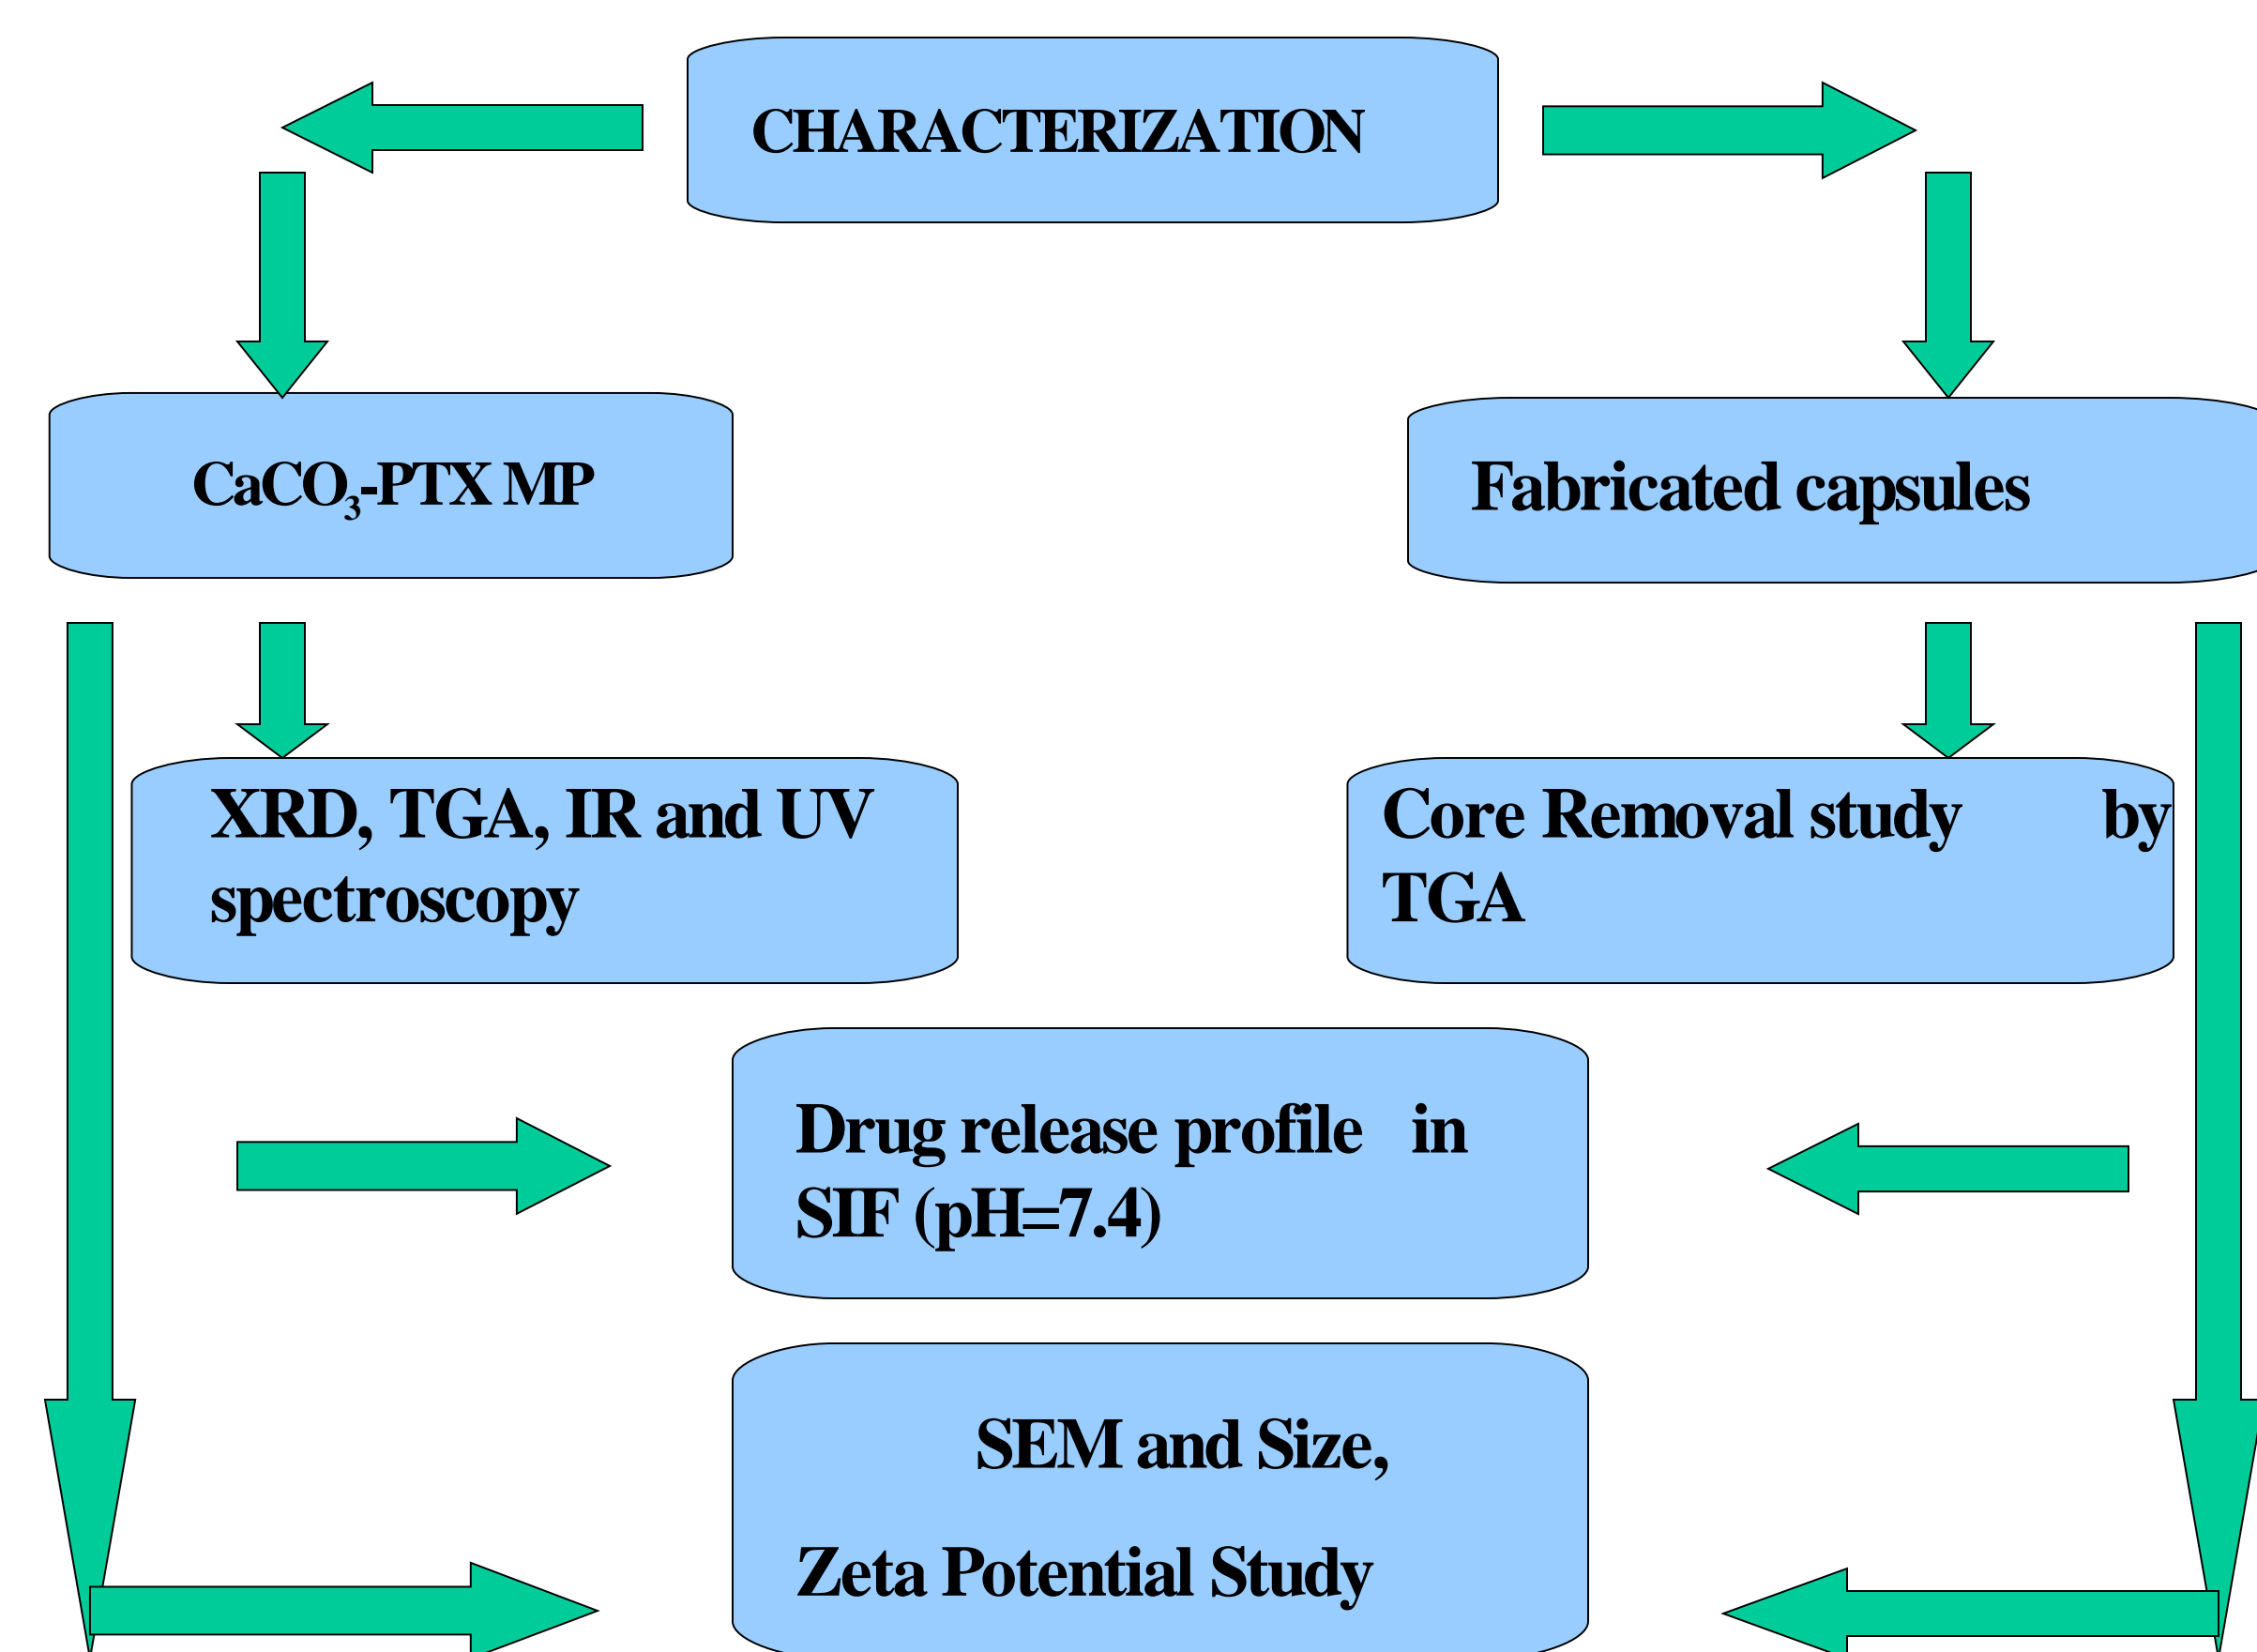 CHARACTERIZATION
CaCO₃-PTX MP
Fabricated capsules
XRD, TGA, IR and UV
spectroscopy
Core Removal study by
TGA
Drug release profile in
SIF (pH=7.4)
SEM and Size,
Zeta Potential Study